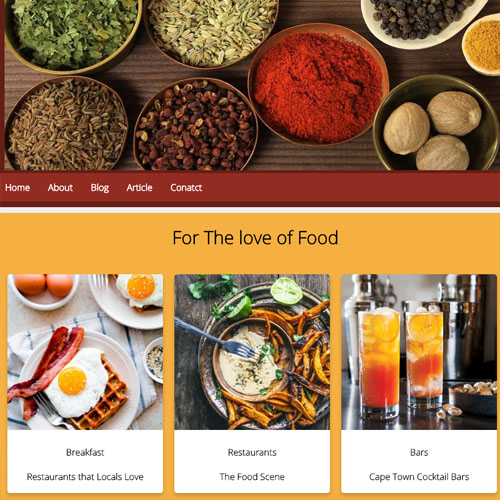 Home About Blog Article Conatct
For The love of Food
Breakfast Restaurants Bars
Restaurants that Locals Love The Food Scene Cape Town Cocktail Bars